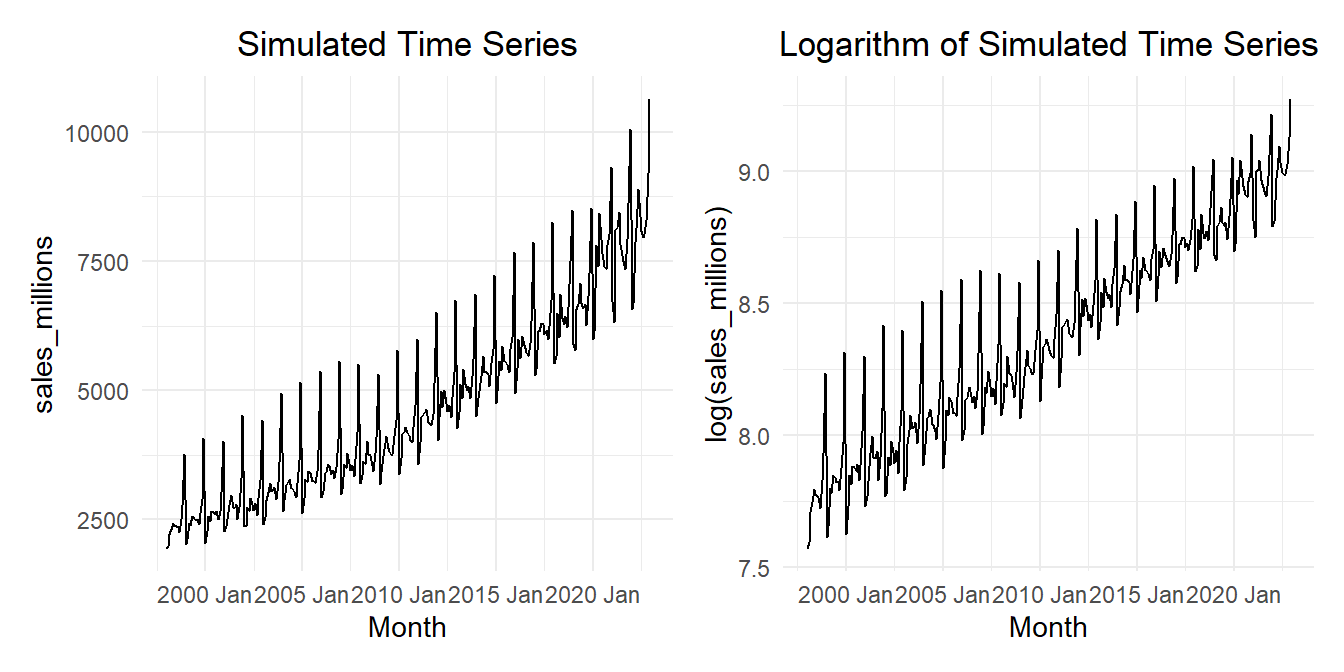 Simulated Time Series
sales_millions
10000
7500
5000
2500
2000 Jan 2005 Jan 2010 Jan 2015 Jan 2020 Jan
Month
Logarithm of Simulated Time Series
log(sales_millions)
9.0
8.5
8.0
7.5
2000 Jan 2005 Jan 2010 Jan 2015 Jan 2020 Jan
Month